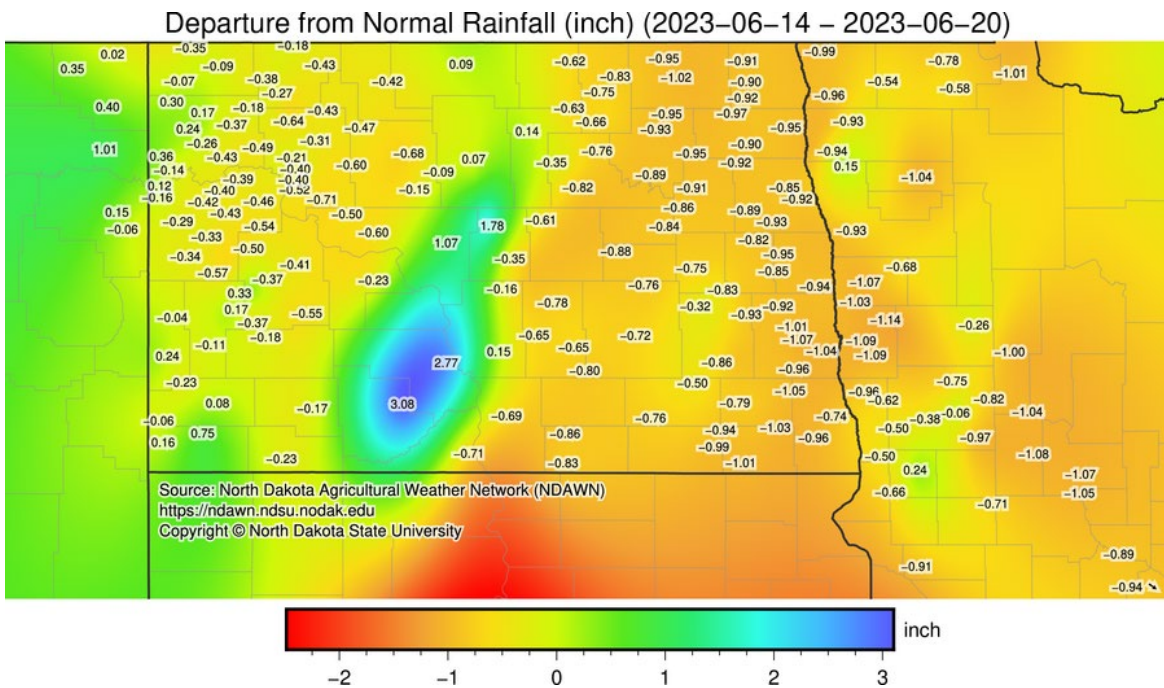 Departure from Normal Rainfall (inch) (2023−06−14 − 2023−06−20)
0.02 −0.35 −0.18 −0.99
0.35 −0.09 −0.43 0.09 −0.62 −0.95 −0.91 −0.78
−0.07 −0.38 −0.42 −0.83 −1.02 −0.90 −0.54 −1.01
−0.27 −0.75 −0.92 −0.96 −0.58
0.40 0.30 0.17 −0.18 −0.43 −0.63 −0.95 −0.97
0.24 −0.37 −0.64 −0.47 0.14 −0.66 −0.93 −0.95 −0.93
1.01 −0.26 −0.49 −0.31 −0.68 −0.76 −0.95 −0.90 −0.94
0.36 −0.43 −0.21 −0.60 0.07 −0.35 −0.92 0.15
−0.14 −0.39 −0.40 −0.09 −0.89 −1.04
0.12 −0.40 −0.40 −0.52 −0.15 −0.82 −0.91 −0.85
−0.16 −0.42 −0.46 −0.71 −0.86 −0.92
0.15 −0.29 −0.43 −0.54 −0.50 1.78 −0.61 −0.84 −0.89 −0.93
−0.06 −0.33 −0.60 1.07 −0.82 −0.93
−0.34 −0.50 −0.41 −0.35 −0.88 −0.75 −0.95 −0.68
−0.57 −0.37 −0.23 −0.16 −0.76 −0.85 −0.94 −1.07
0.33 −0.78 −0.83 −1.03
−0.04 0.17 −0.37 −0.55 −0.32 −0.93 −0.92 −1.14
−0.18 −0.65 −0.72 −1.01 −0.26
0.24 −0.11 0.15 −0.65 −1.07 −1.04 −1.09 −1.09 −1.00
−0.23 2.77 −0.80 −0.86 −0.96
0.08 −0.17 3.08 −0.50 −1.05 −0.96 −0.62 −0.75 −0.82
−0.06 −0.69 −0.76 −0.79 −0.74 −0.38 −0.06 −1.04
0.16 0.75 −0.86 −0.94 −1.03 −0.96 −0.50 −0.97
−0.23 −0.71 −0.83 −0.99 −1.01 −0.50 0.24 −1.08
−0.66 −0.71 −1.07 −1.05
Source: North Dakota Agricultural Weather Network (NDAWN)
https://ndawn.ndsu.nodak.edu
Copyright © North Dakota State University
−0.91 −0.89
−0.94
inch
−2 −1 0 1 2 3